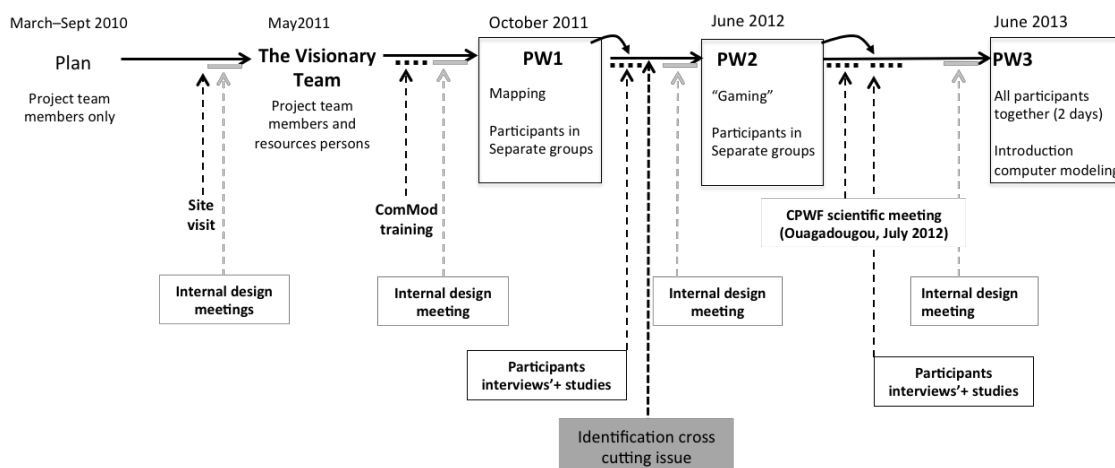 March–Sept 2010
Plan
Project team
members only
May2011
The Visionary
Team
Project team
members and
resources persons
October 2011
PW1
Mapping
Participants in
Separate groups
June 2012
PW2
“Gaming”
Participants in
Separate groups
June 2013
PW3
All participants
together (2 days)
Introduction
computer modeling
Site
visit
ComMod
training
CPWF scientific meeting
(Ouagadougou, July 2012)
Internal design
meetings
Internal design
meeting
Internal design
meeting
Internal design
meeting
Participants
interviews'+ studies
Participants
interviews'+ studies
Identification cross
cutting issue